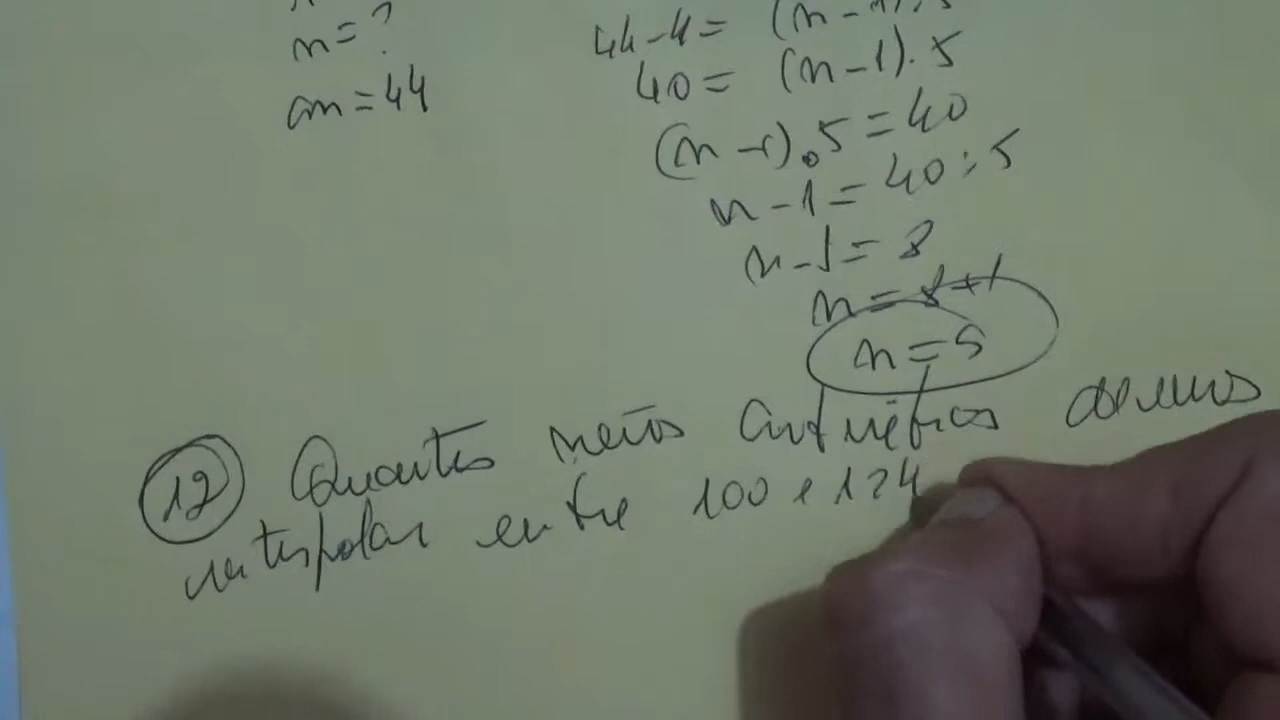 n = ?
an = 44
44-4 = (n-1).5
40 = (n-1).5
(n-1).5 = 40
n-1 = 40:5
n-1 = 8
n = 8+1
n = 9
12 Quantos meios aritméticos devemos
interpolar entre 100 e 124